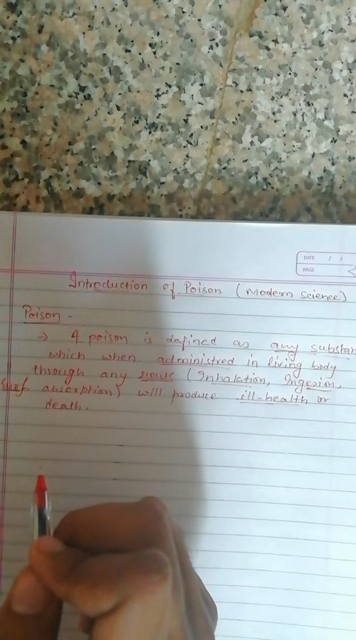 DATE / /
PAGE
Introduction of Poison (Modern Science)
Poison -
→ A poison is defined as any substan
which when administred in living body
through any route (Inhalation, Ingesion,
surf. absorption) will produce ill-health or
death.